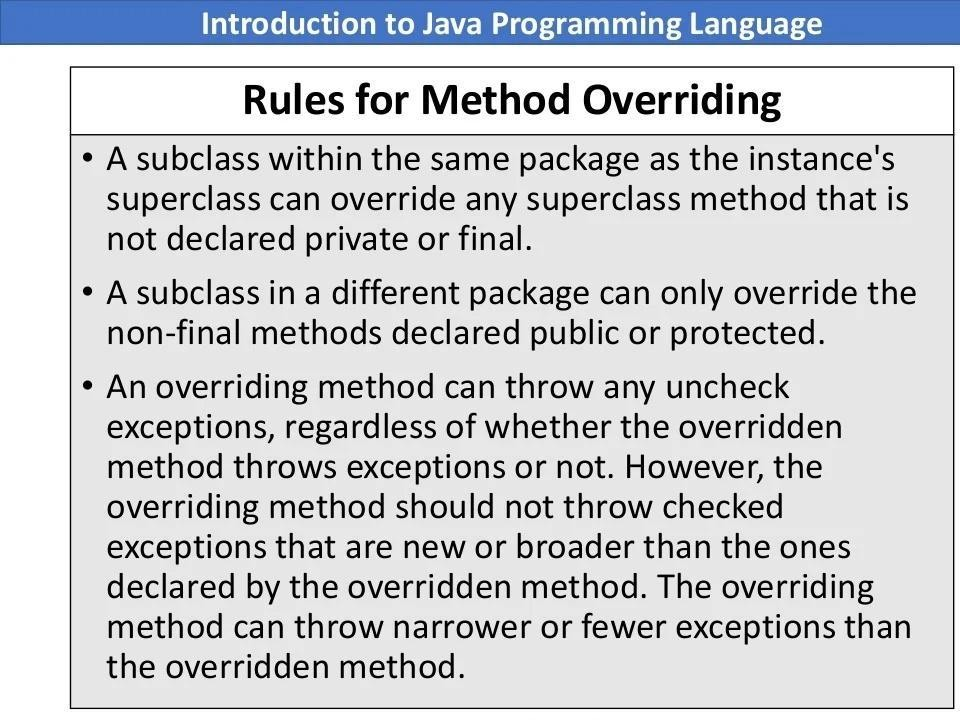 Introduction to Java Programming Language
Rules for Method Overriding
• A subclass within the same package as the instance's
superclass can override any superclass method that is
not declared private or final.
• A subclass in a different package can only override the
non-final methods declared public or protected.
• An overriding method can throw any uncheck
exceptions, regardless of whether the overridden
method throws exceptions or not. However, the
overriding method should not throw checked
exceptions that are new or broader than the ones
declared by the overridden method. The overriding
method can throw narrower or fewer exceptions than
the overridden method.